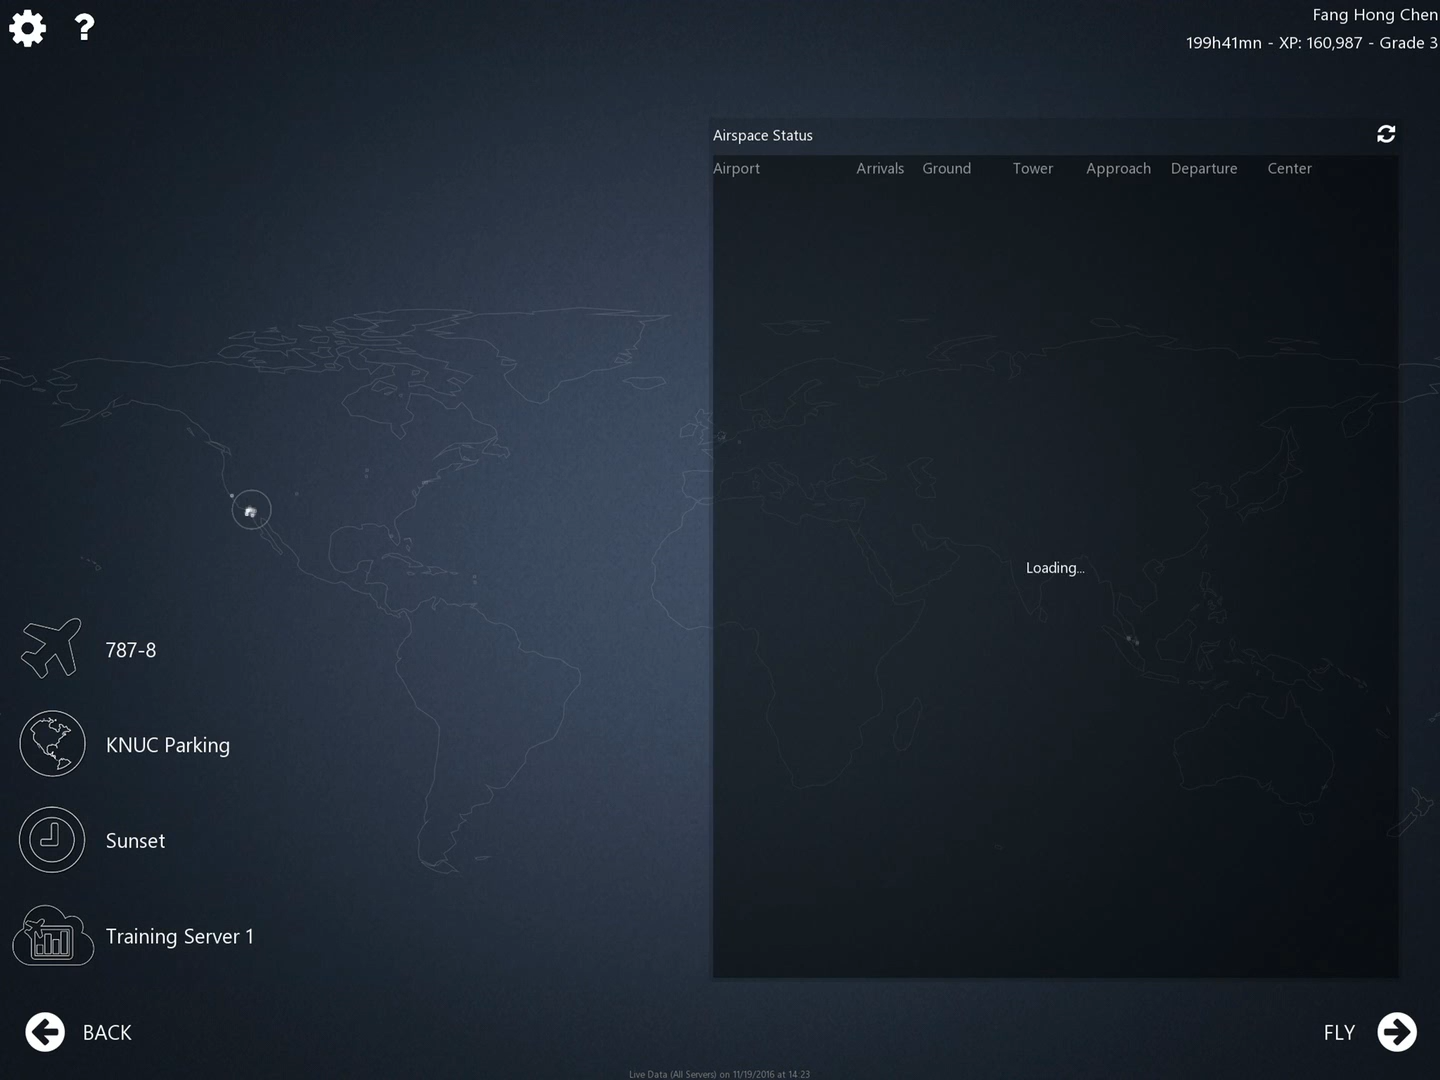 ?
Fang Hong Chen
199h41mn - XP: 160,987 - Grade 3
Airspace Status
Airport Arrivals Ground Tower Approach Departure Center
Loading...
787-8
KNUC Parking
Sunset
Training Server 1
BACK
FLY
Live Data (All Servers) on 11/19/2016 at 14:23